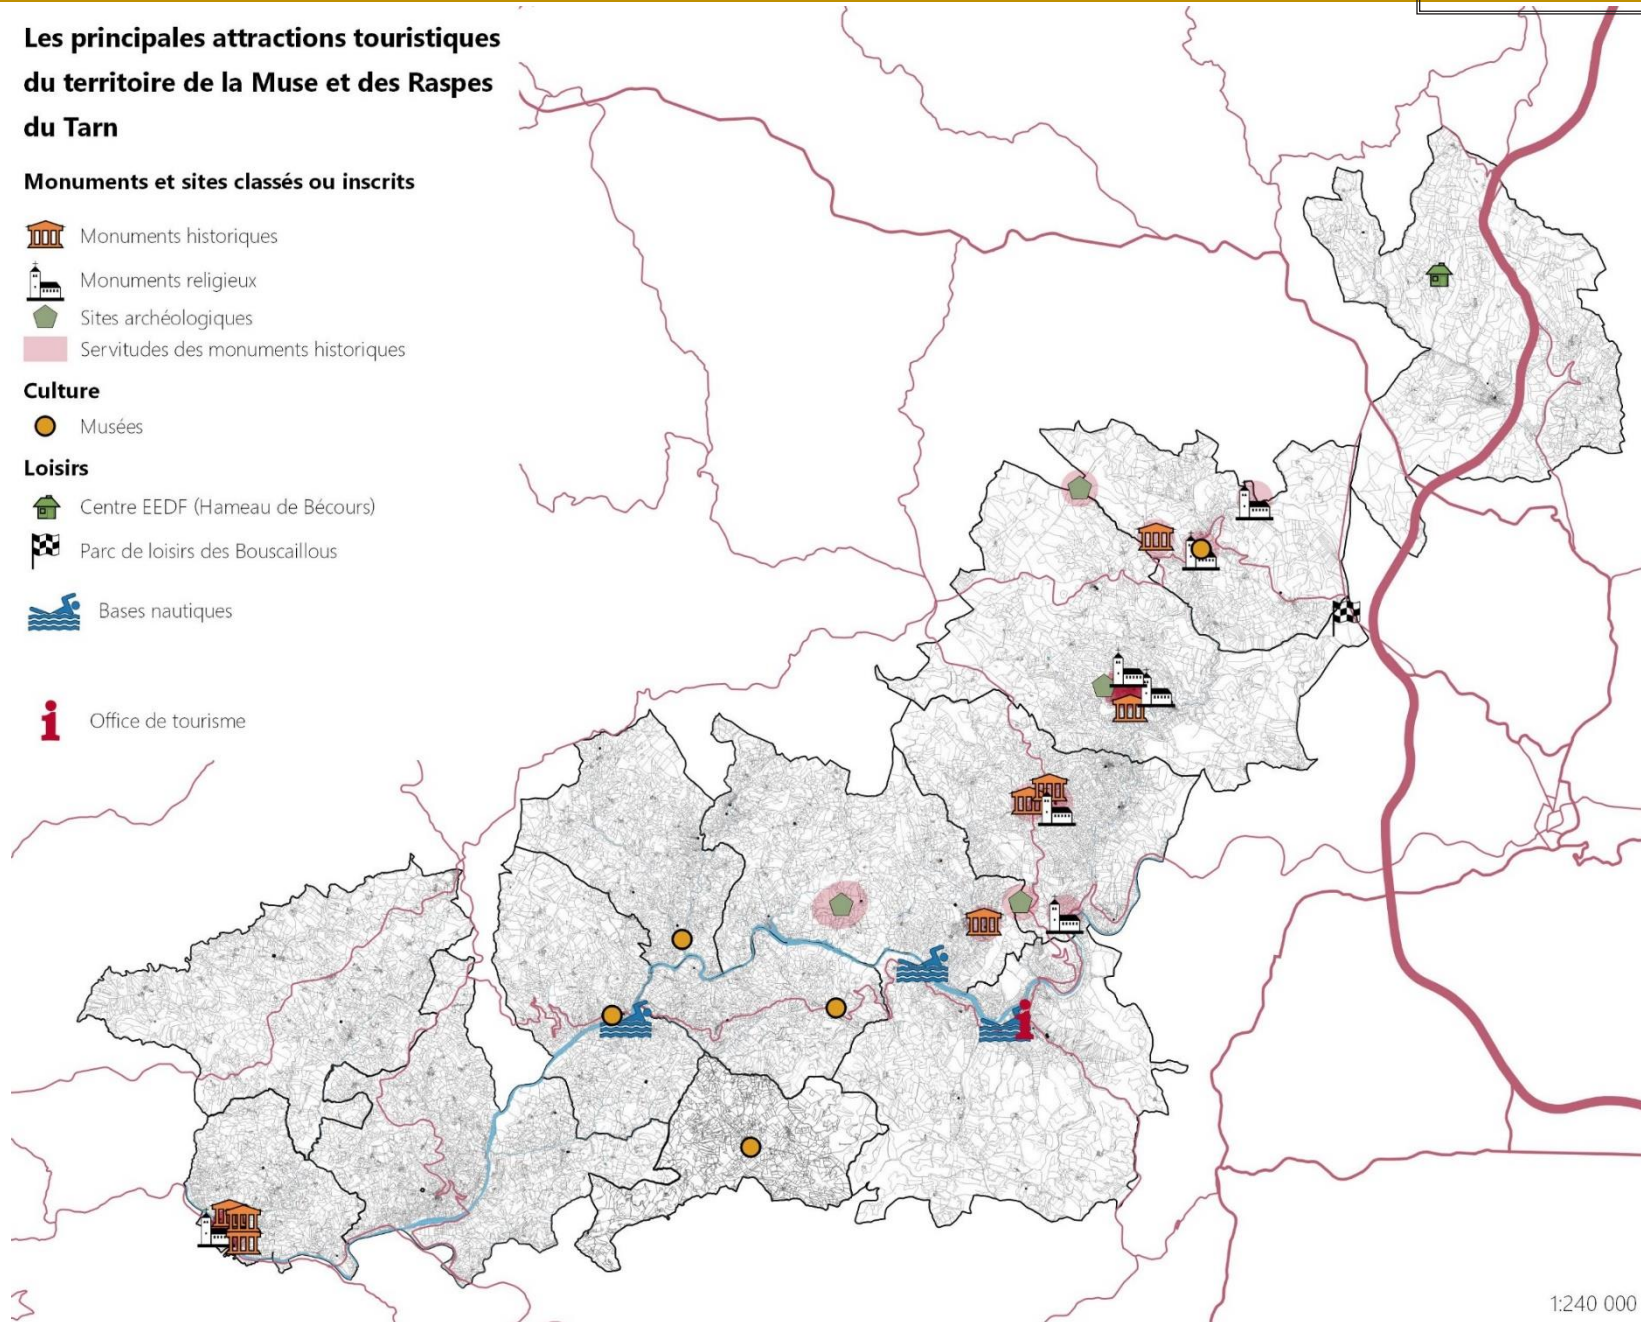 Les principales attractions touristiques
du territoire de la Muse et des Raspes
du Tarn
Monuments et sites classés ou inscrits
Monuments historiques
Monuments religieux
Sites archéologiques
Servitudes des monuments historiques
Culture
Musées
Loisirs
Centre EEDF (Hameau de Bécours)
Parc de loisirs des Bouscaillous
Bases nautiques
Office de tourisme
1:240 000